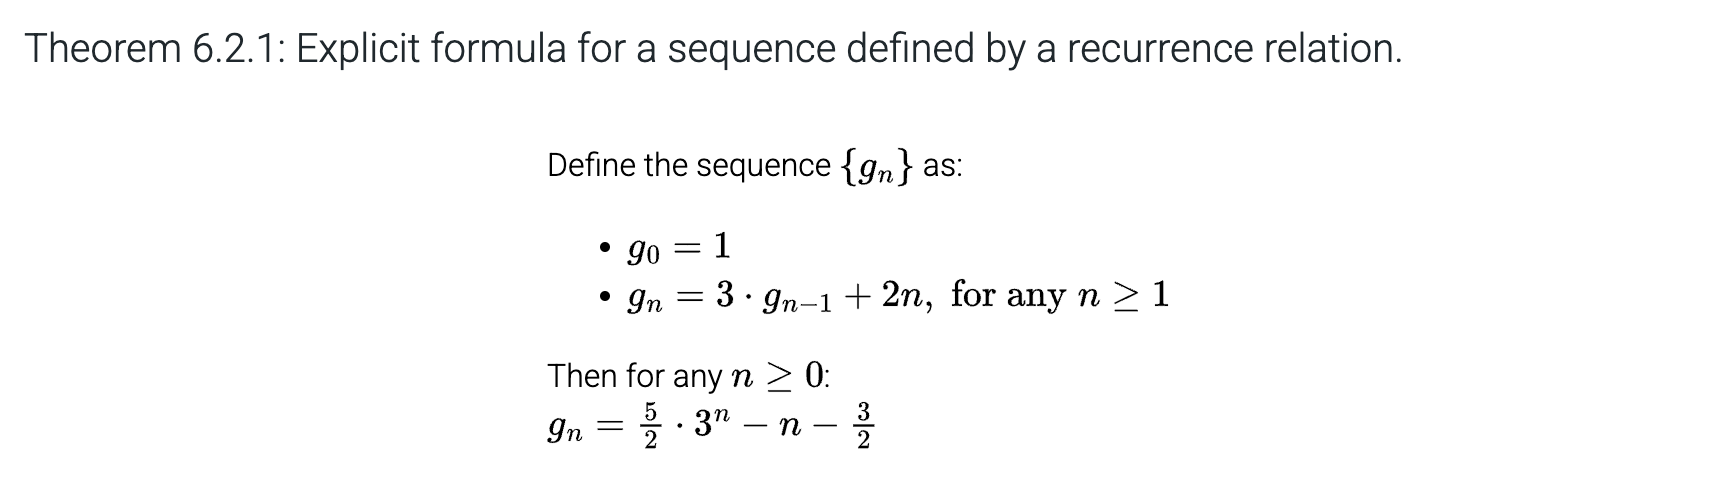 Theorem 6.2.1: Explicit formula for a sequence defined by a recurrence relation.
Define the sequence {gₙ} as:
• g₀ = 1
• gₙ = 3 · gₙ₋₁ + 2n, for any n ≥ 1
Then for any n ≥ 0:
gₙ = 5/2 · 3ⁿ − n − 3/2